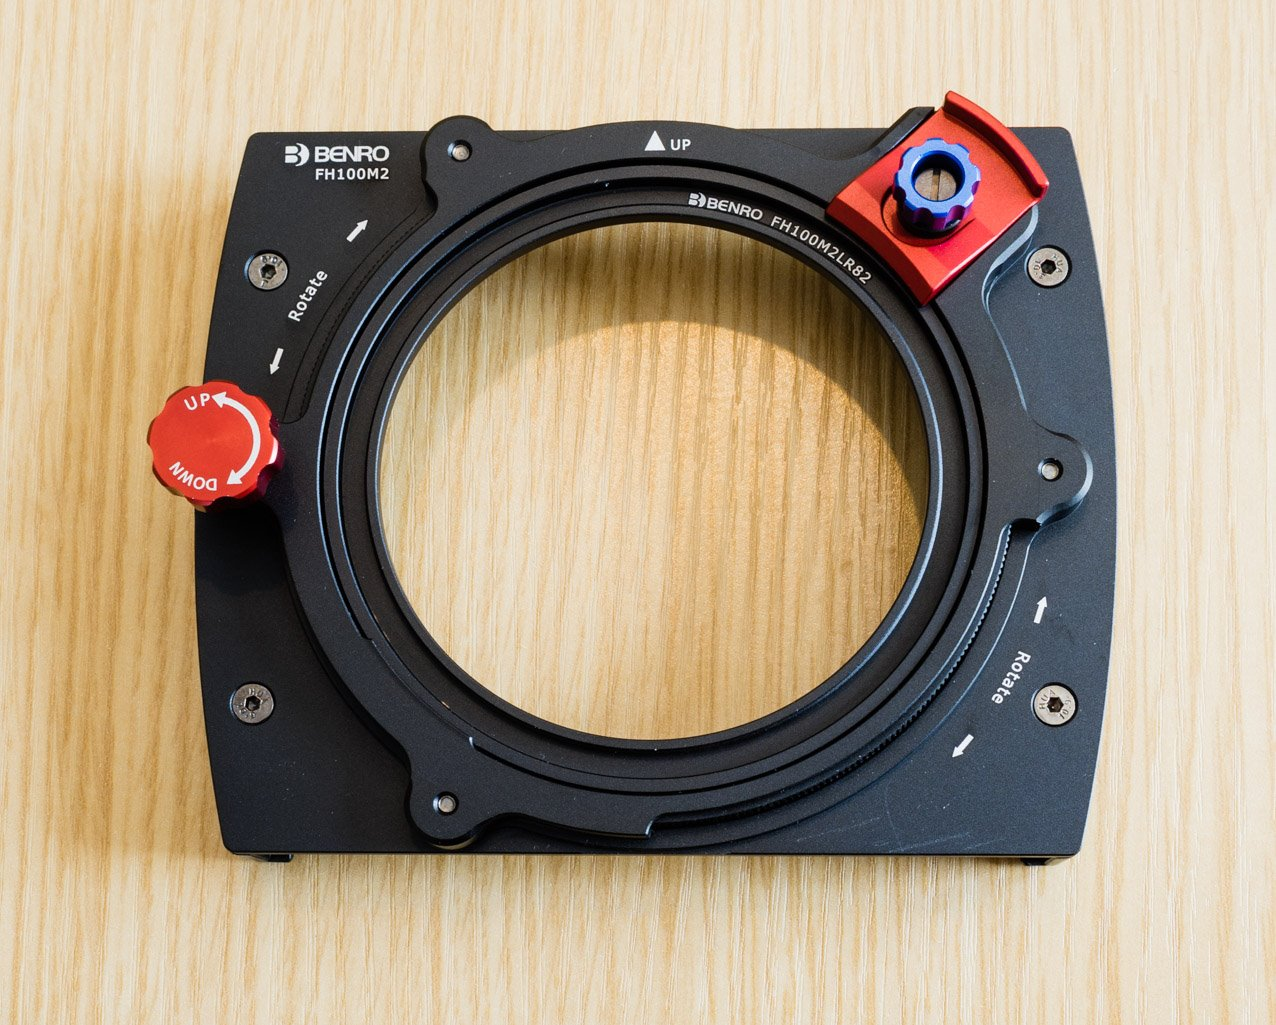 BENRO
FH100M2
UP
BENRO FH100M2LR82
Rotate
UP
DOWN
Rotate